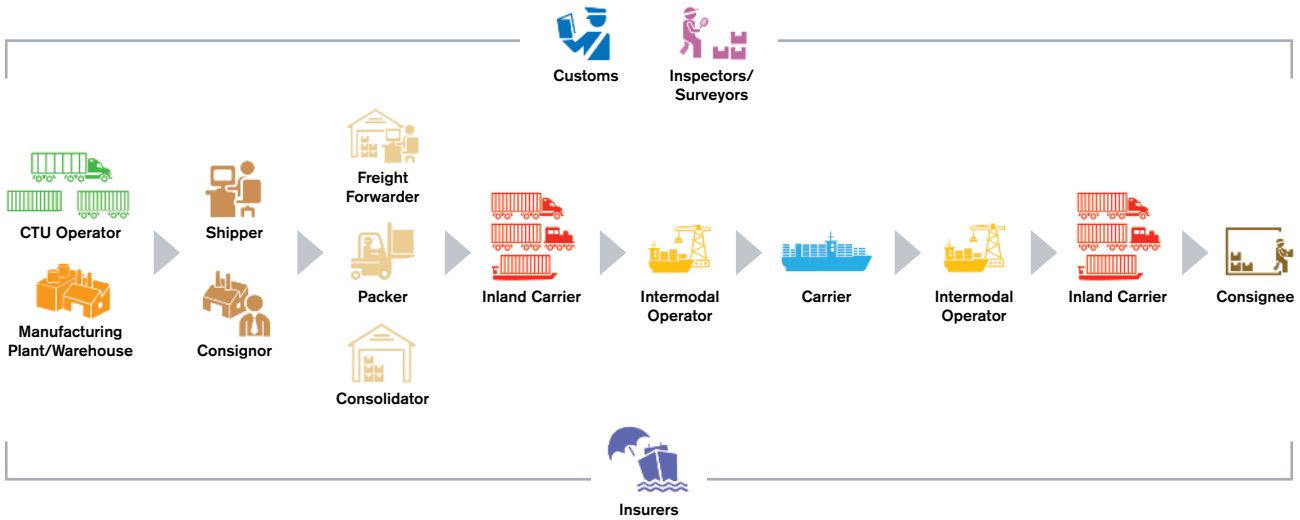 Customs
Inspectors/
Surveyors
CTU Operator
Manufacturing
Plant/Warehouse
Shipper
Consignor
Freight
Forwarder
Packer
Consolidator
Inland Carrier
Intermodal
Operator
Carrier
Intermodal
Operator
Inland Carrier
Consignee
Insurers